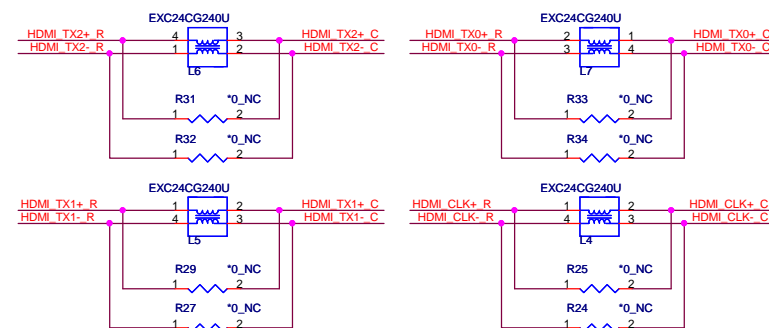 EXC24CG240U EXC24CG240U
HDMI_TX2+_R 4 3 HDMI_TX2+_C HDMI_TX0+_R 2 1 HDMI_TX0+_C
HDMI_TX2-_R 1 2 HDMI_TX2-_C HDMI_TX0-_R 3 4 HDMI_TX0-_C
L6 L7
R31 *0_NC R33 *0_NC
1 2 1 2
R32 *0_NC R34 *0_NC
1 2 1 2
EXC24CG240U EXC24CG240U
HDMI_TX1+_R 1 2 HDMI_TX1+_C HDMI_CLK+_R 1 2 HDMI_CLK+_C
HDMI_TX1-_R 4 3 HDMI_TX1-_C HDMI_CLK-_R 4 3 HDMI_CLK-_C
L5 L4
R29 *0_NC R25 *0_NC
1 2 1 2
R27 *0_NC R24 *0_NC
1 2 1 2